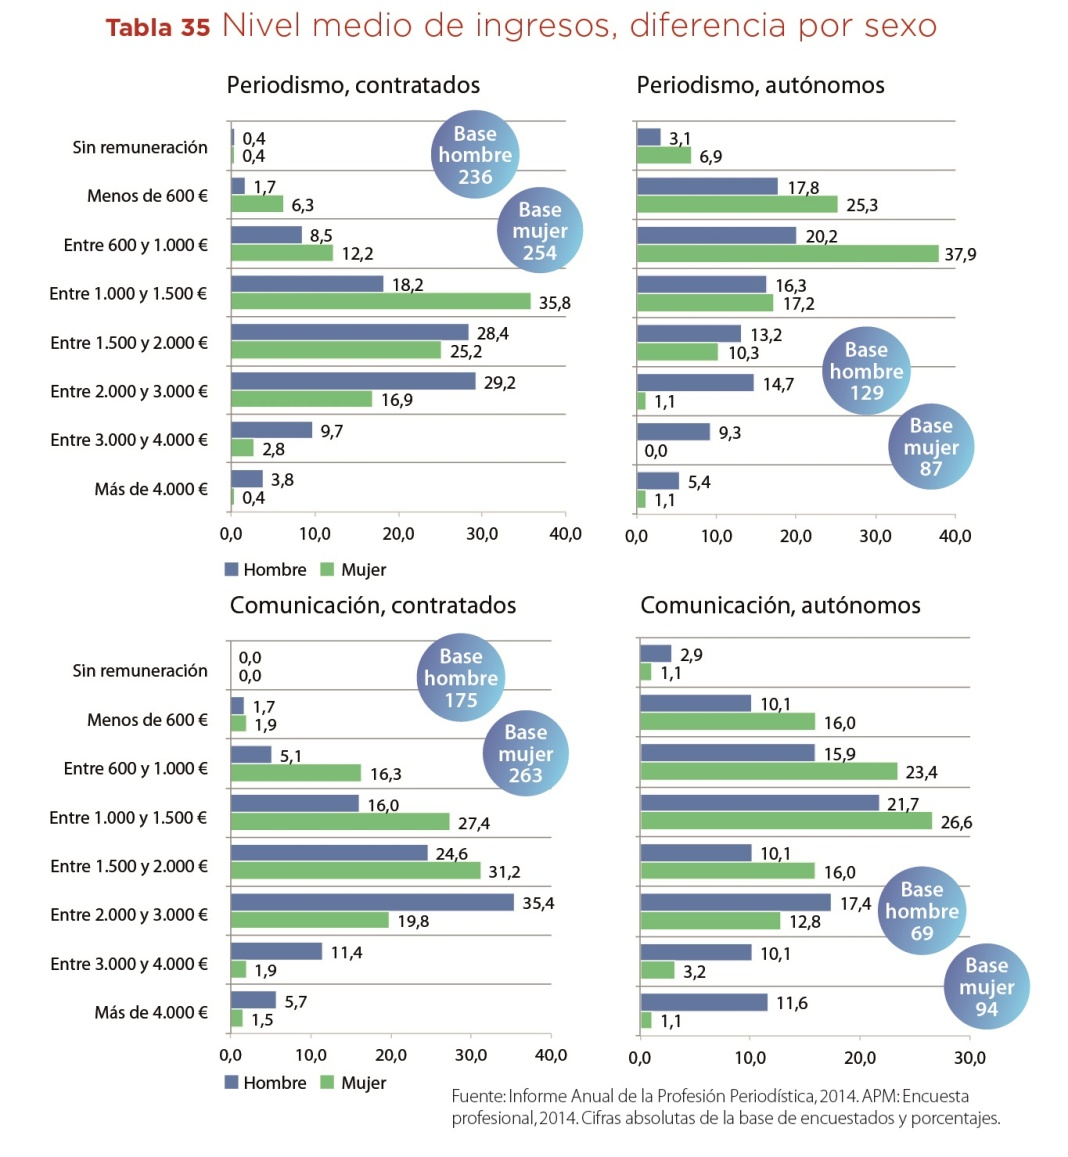 Tabla 35 Nivel medio de ingresos, diferencia por sexo
Periodismo, contratados
Base
hombre
236
Base
mujer
254
Sin remuneración
0,4
0,4
Menos de 600 €
1,7
6,3
Entre 600 y 1.000 €
8,5
12,2
Entre 1.000 y 1.500 €
18,2
35,8
Entre 1.500 y 2.000 €
28,4
25,2
Entre 2.000 y 3.000 €
29,2
16,9
Entre 3.000 y 4.000 €
9,7
2,8
Más de 4.000 €
3,8
0,4
0,0 10,0 20,0 30,0 40,0
Hombre Mujer
Periodismo, autónomos
3,1
6,9
17,8
25,3
20,2
37,9
16,3
17,2
13,2
10,3
14,7
1,1
9,3
0,0
5,4
1,1
Base
hombre
129
Base
mujer
87
0,0 10,0 20,0 30,0 40,0
Comunicación, contratados
Base
hombre
175
Base
mujer
263
Sin remuneración
0,0
0,0
Menos de 600 €
1,7
1,9
Entre 600 y 1.000 €
5,1
16,3
Entre 1.000 y 1.500 €
16,0
27,4
Entre 1.500 y 2.000 €
24,6
31,2
Entre 2.000 y 3.000 €
35,4
19,8
Entre 3.000 y 4.000 €
11,4
1,9
Más de 4.000 €
5,7
1,5
0,0 10,0 20,0 30,0 40,0
Hombre Mujer
Comunicación, autónomos
2,9
1,1
10,1
16,0
15,9
23,4
21,7
26,6
10,1
16,0
17,4
12,8
10,1
3,2
11,6
1,1
Base
hombre
69
Base
mujer
94
0,0 10,0 20,0 30,0
Fuente: Informe Anual de la Profesión Periodística, 2014. APM: Encuesta
profesional, 2014. Cifras absolutas de la base de encuestados y porcentajes.